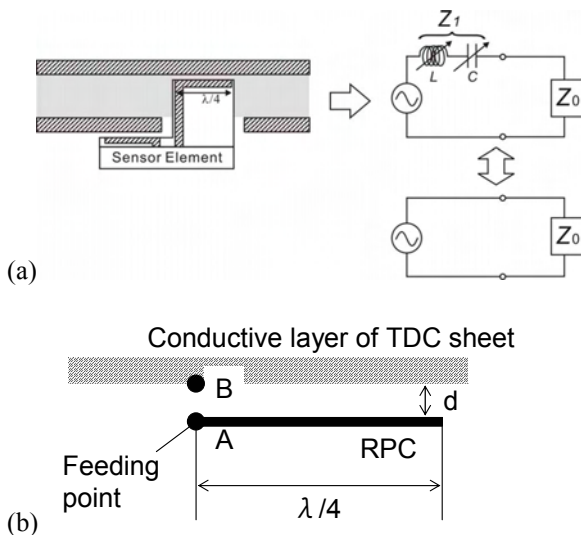 Z1
L
C
Z0
λ/4
Sensor Element
Z0
(a)
Conductive layer of TDC sheet
B
d
A
RPC
Feeding
point
λ/4
(b)